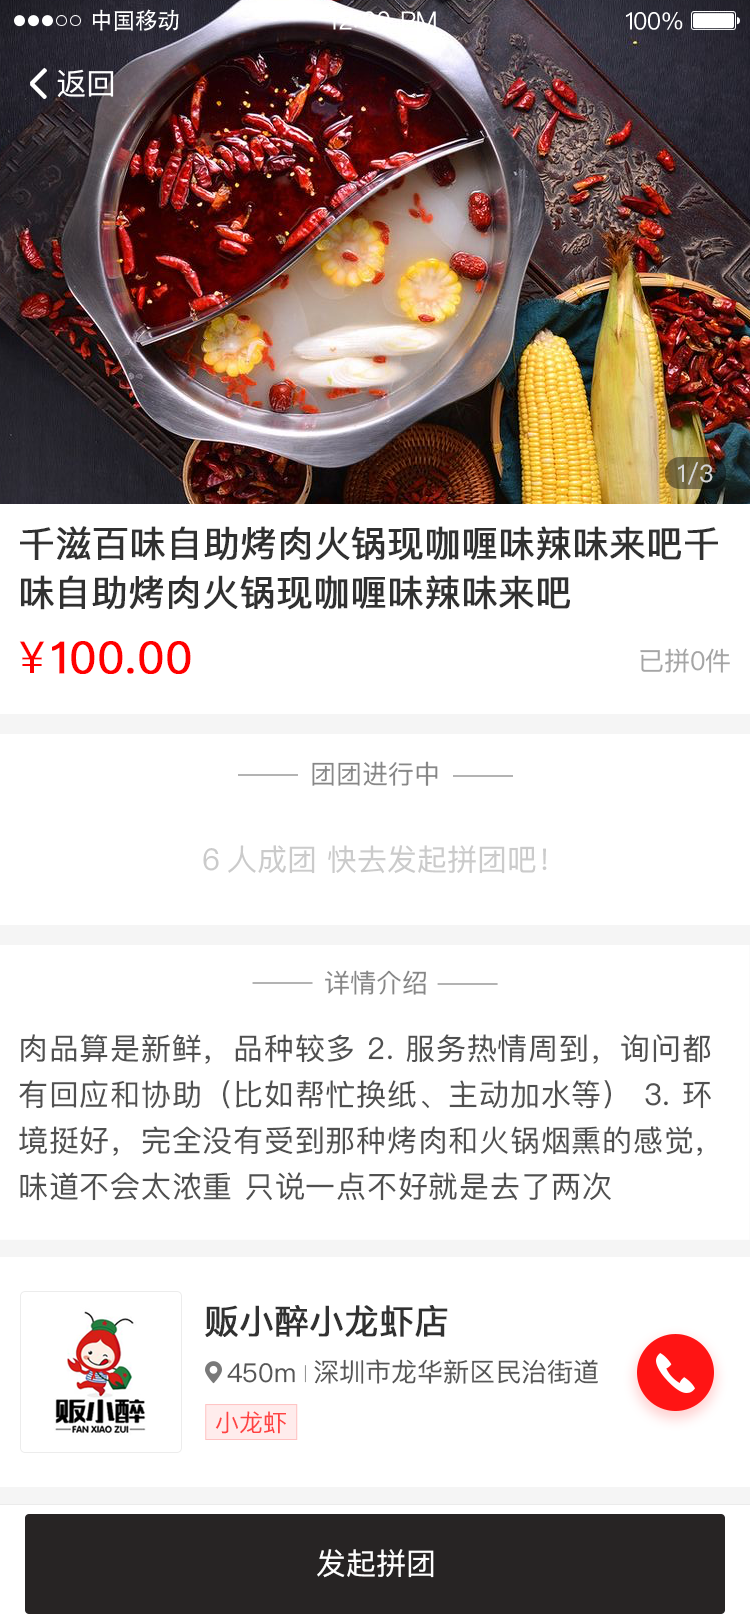 中国移动
100%
返回
1/3
千滋百味自助烤肉火锅现咖喱味辣味来吧千
味自助烤肉火锅现咖喱味辣味来吧
¥100.00
已拼0件
团团进行中
6 人成团 快去发起拼团吧！
详情介绍
肉品算是新鲜，品种较多 2. 服务热情周到，询问都
有回应和协助（比如帮忙换纸、主动加水等） 3. 环
境挺好，完全没有受到那种烤肉和火锅烟熏的感觉，
味道不会太浓重 只说一点不好就是去了两次
贩小醉
FAN XIAO ZUI
贩小醉小龙虾店
450m 深圳市龙华新区民治街道
小龙虾
发起拼团